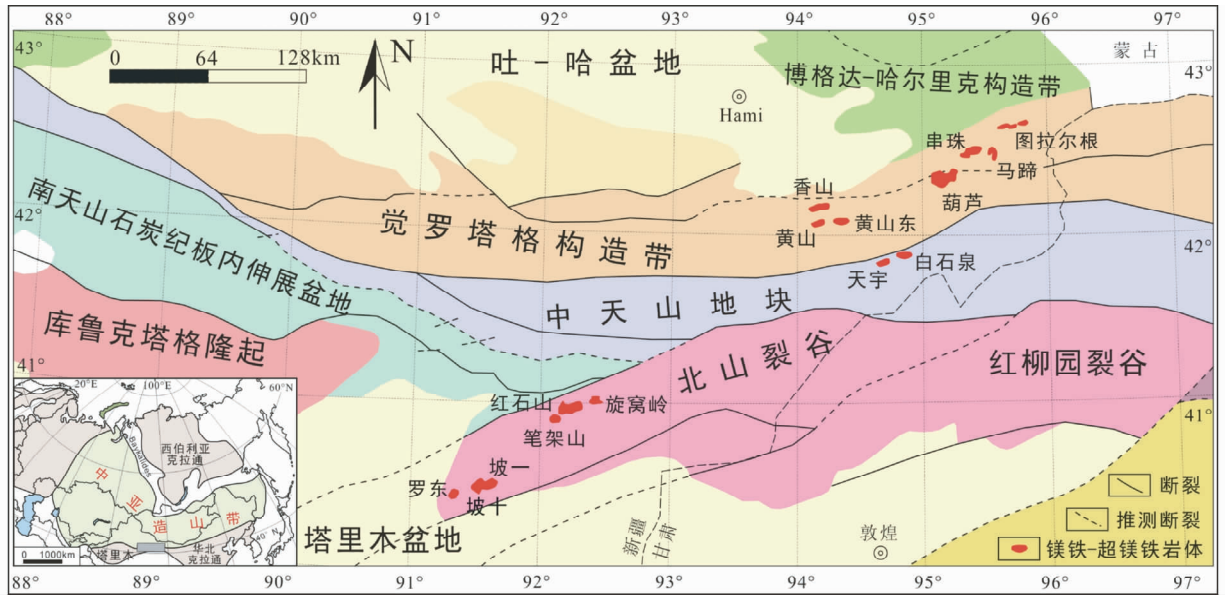 88° 89° 90° 91° 92° 93° 94° 95° 96° 97°
43°
0 64 128km
N
吐-哈盆地
博格达-哈尔里克构造带
蒙古
43°
Hami
串珠
图拉尔根
马蹄
葫芦
香山
黄山
黄山东
觉罗塔格构造带
42°
南天山石炭纪板内伸展盆地
42°
天宇
白石泉
中天山地块
库鲁克塔格隆起
北山裂谷
红柳园裂谷
41°
红石山
旋窝岭
笔架山
41°
坡一
罗东
坡十
塔里木盆地
新疆
甘肃
敦煌
断裂
推测断裂
镁铁-超镁铁岩体
20°E 100°E 60°N
Baykalides
西伯利亚
克拉通
中亚造山带
40°N
塔里木
华北
克拉通
0 1000km
88° 89° 90° 91° 92° 93° 94° 95° 96° 97°